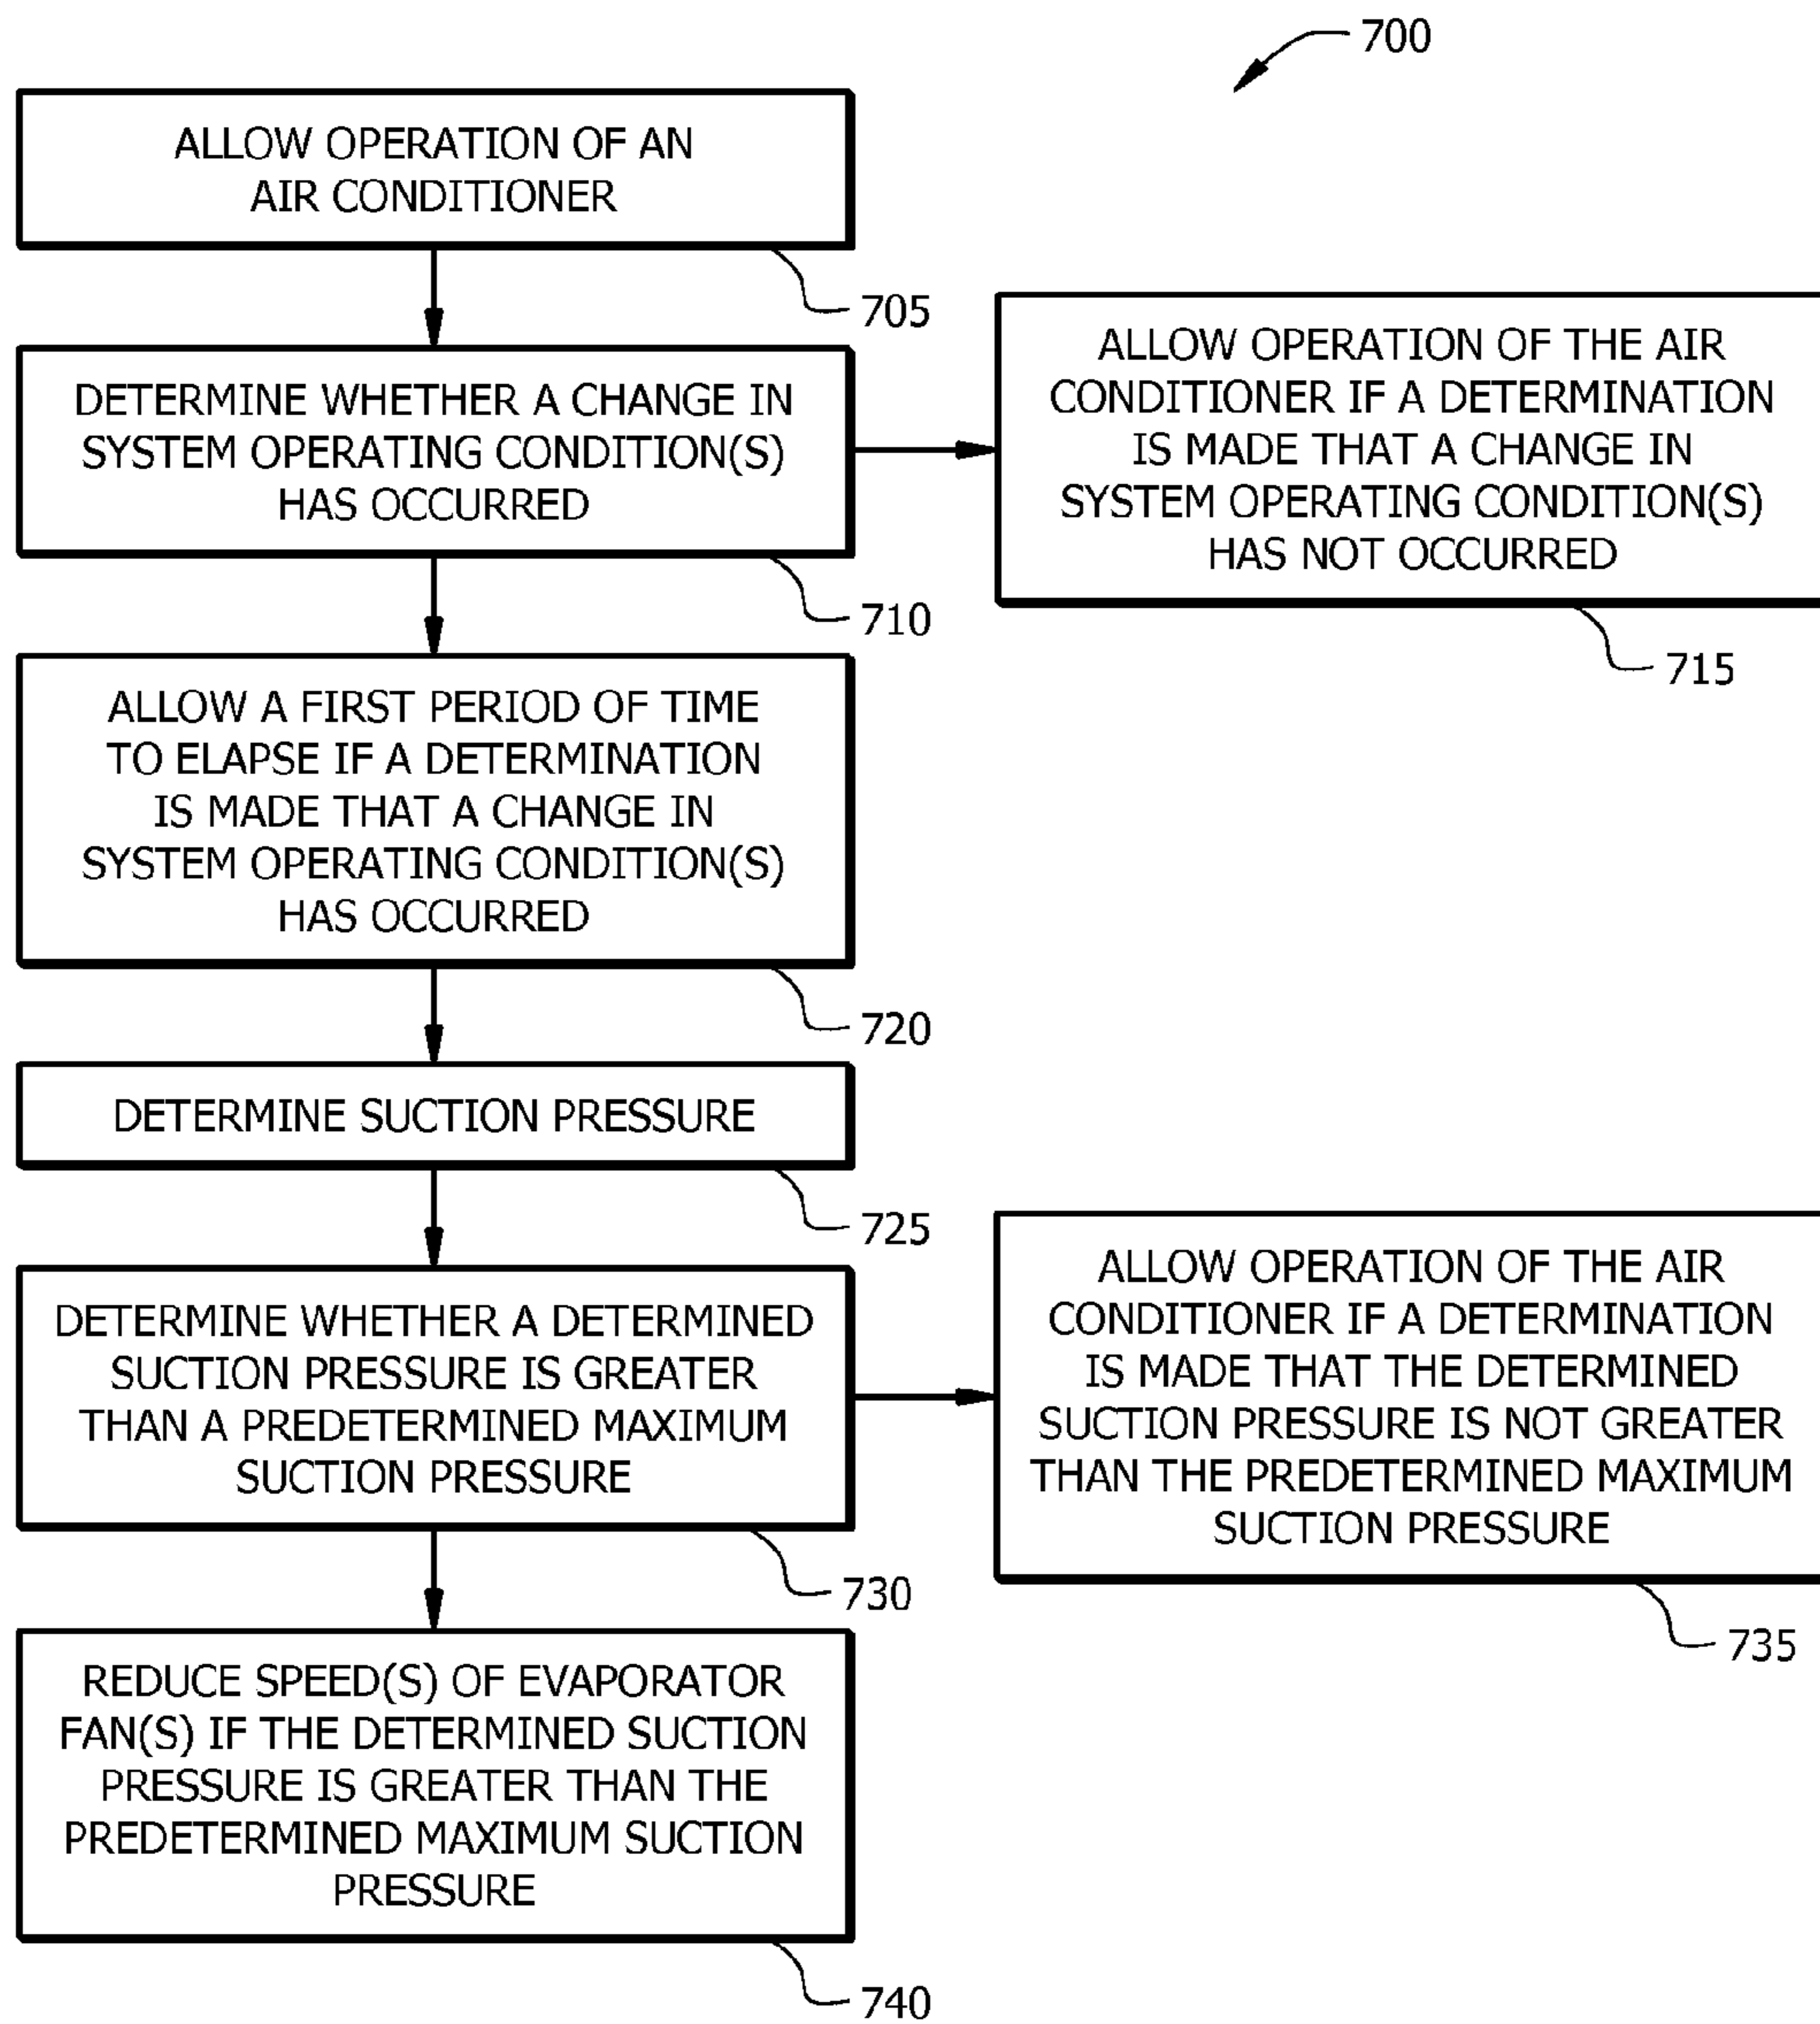 700
ALLOW OPERATION OF AN
AIR CONDITIONER
705
DETERMINE WHETHER A CHANGE IN
SYSTEM OPERATING CONDITION(S)
HAS OCCURRED
710
ALLOW OPERATION OF THE AIR
CONDITIONER IF A DETERMINATION
IS MADE THAT A CHANGE IN
SYSTEM OPERATING CONDITION(S)
HAS NOT OCCURRED
715
ALLOW A FIRST PERIOD OF TIME
TO ELAPSE IF A DETERMINATION
IS MADE THAT A CHANGE IN
SYSTEM OPERATING CONDITION(S)
HAS OCCURRED
720
DETERMINE SUCTION PRESSURE
725
DETERMINE WHETHER A DETERMINED
SUCTION PRESSURE IS GREATER
THAN A PREDETERMINED MAXIMUM
SUCTION PRESSURE
730
ALLOW OPERATION OF THE AIR
CONDITIONER IF A DETERMINATION
IS MADE THAT THE DETERMINED
SUCTION PRESSURE IS NOT GREATER
THAN THE PREDETERMINED MAXIMUM
SUCTION PRESSURE
735
REDUCE SPEED(S) OF EVAPORATOR
FAN(S) IF THE DETERMINED SUCTION
PRESSURE IS GREATER THAN THE
PREDETERMINED MAXIMUM SUCTION
PRESSURE
740